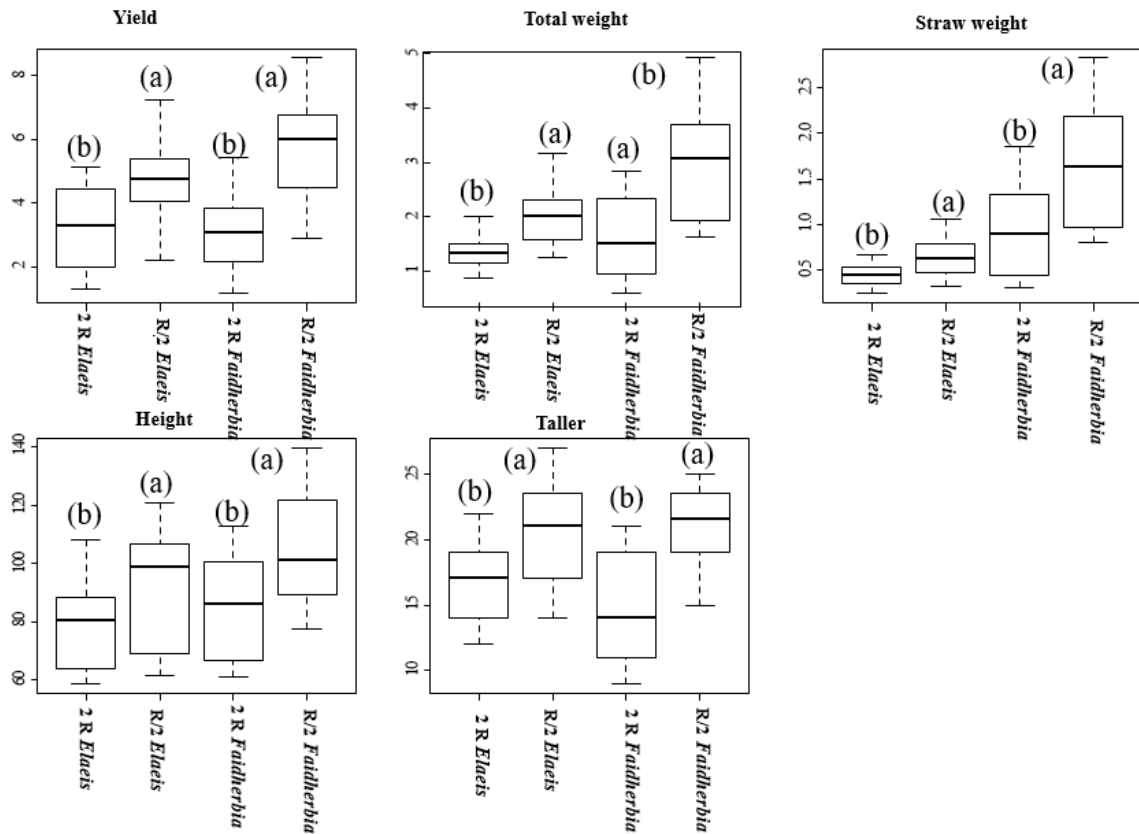 Yield
8
6
4
2
(b)
(a)
(b)
(a)
2 R Elaeis
R/2 Elaeis
2 R Faidherbia
R/2 Faidherbia
Total weight
5
4
3
2
1
(b)
(a)
(a)
(b)
2 R Elaeis
R/2 Elaeis
2 R Faidherbia
R/2 Faidherbia
Straw weight
2.5
2.0
1.5
1.0
0.5
(b)
(a)
(b)
(a)
2 R Elaeis
R/2 Elaeis
2 R Faidherbia
R/2 Faidherbia
Height
140
120
100
80
60
(b)
(a)
(b)
(a)
2 R Elaeis
R/2 Elaeis
2 R Faidherbia
R/2 Faidherbia
Taller
25
20
15
10
(b)
(a)
(b)
(a)
2 R Elaeis
R/2 Elaeis
2 R Faidherbia
R/2 Faidherbia